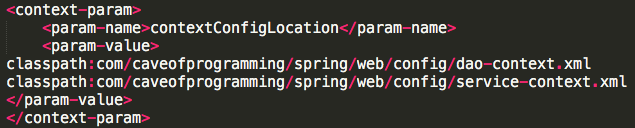 <context-param>
    <param-name>contextConfigLocation</param-name>
    <param-value>
classpath:com/caveofprogramming/spring/web/config/dao-context.xml
classpath:com/caveofprogramming/spring/web/config/service-context.xml
</param-value>
</context-param>